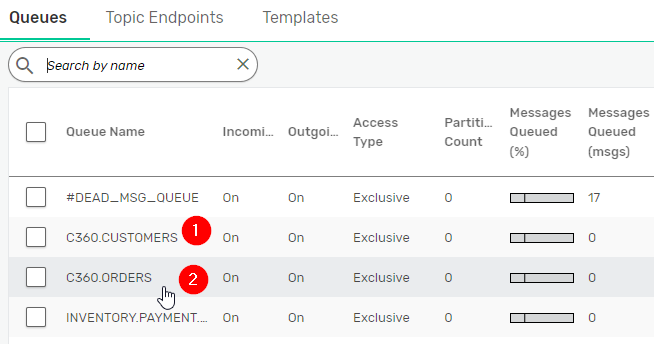 Queues Topic Endpoints Templates
Search by name
Queue Name Incomi... Outgoi... Access Type Partiti... Count Messages Queued (%) Messages Queued (msgs)
#DEAD_MSG_QUEUE On On Exclusive 0 17
C360.CUSTOMERS 1 On On Exclusive 0 0
C360.ORDERS 2 On On Exclusive 0 0
INVENTORY.PAYMENT.... On On Exclusive 0 0